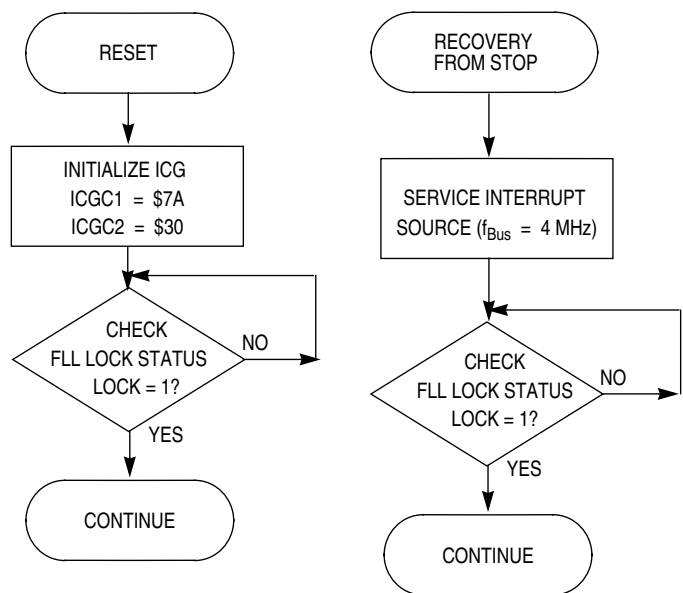 RESET
INITIALIZE ICG
ICGC1 = $7A
ICGC2 = $30
CHECK
FLL LOCK STATUS
LOCK = 1?
NO
YES
CONTINUE
RECOVERY
FROM STOP
SERVICE INTERRUPT
SOURCE (fBus = 4 MHz)
CHECK
FLL LOCK STATUS
LOCK = 1?
NO
YES
CONTINUE